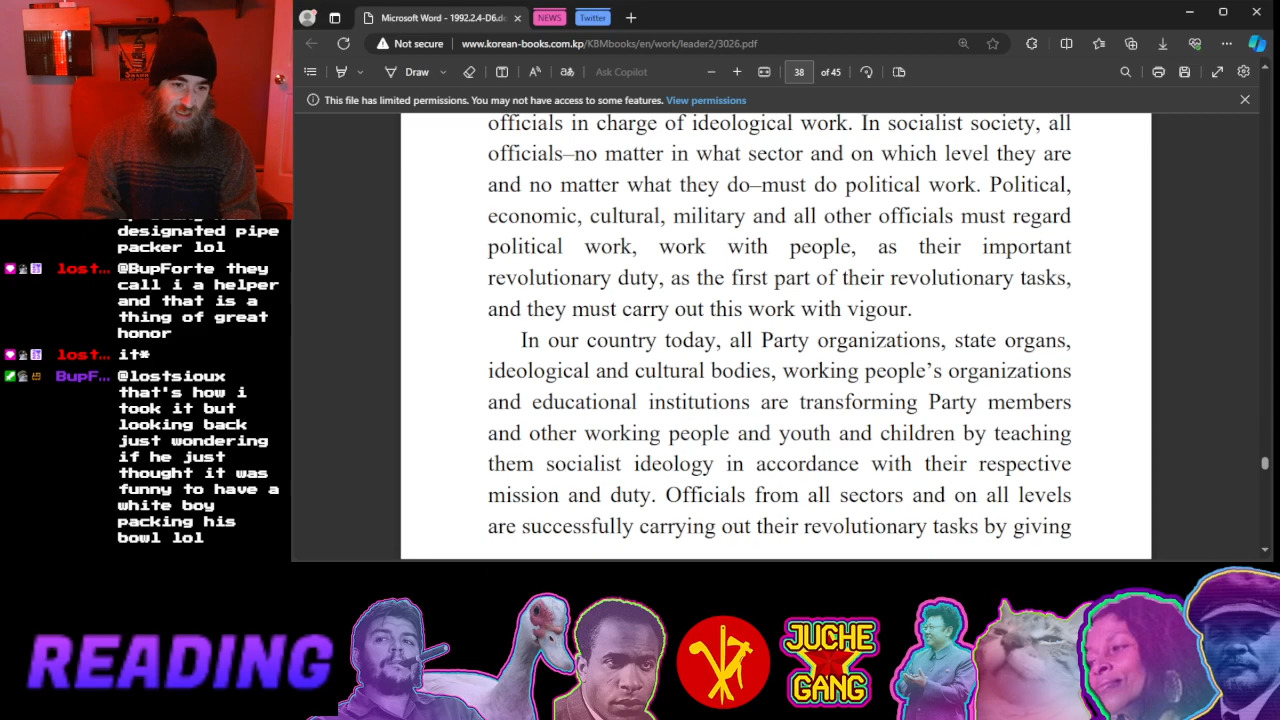 Microsoft Word - 1992.2.4-D6.do
NEWS
Twitter
Not secure
www.korean-books.com.kp/KBMbooks/en/work/leader2/3026.pdf
Draw
Ask Copilot
38
of 45
This file has limited permissions. You may not have access to some features. View permissions
officials in charge of ideological work. In socialist society, all
officials–no matter in what sector and on which level they are
and no matter what they do–must do political work. Political,
economic, cultural, military and all other officials must regard
political work, work with people, as their important
revolutionary duty, as the first part of their revolutionary tasks,
and they must carry out this work with vigour.
In our country today, all Party organizations, state organs,
ideological and cultural bodies, working people’s organizations
and educational institutions are transforming Party members
and other working people and youth and children by teaching
them socialist ideology in accordance with their respective
mission and duty. Officials from all sectors and on all levels
are successfully carrying out their revolutionary tasks by giving
designated pipe
packer lol
lost... @BupForte they
call i a helper
and that is a
thing of great
honor
lost... it*
BupF... @lostsioux
that's how i
took it but
looking back
just wondering
if he just
thought it was
funny to have a
white boy
packing his
bowl lol
READING
JUCHE
GANG